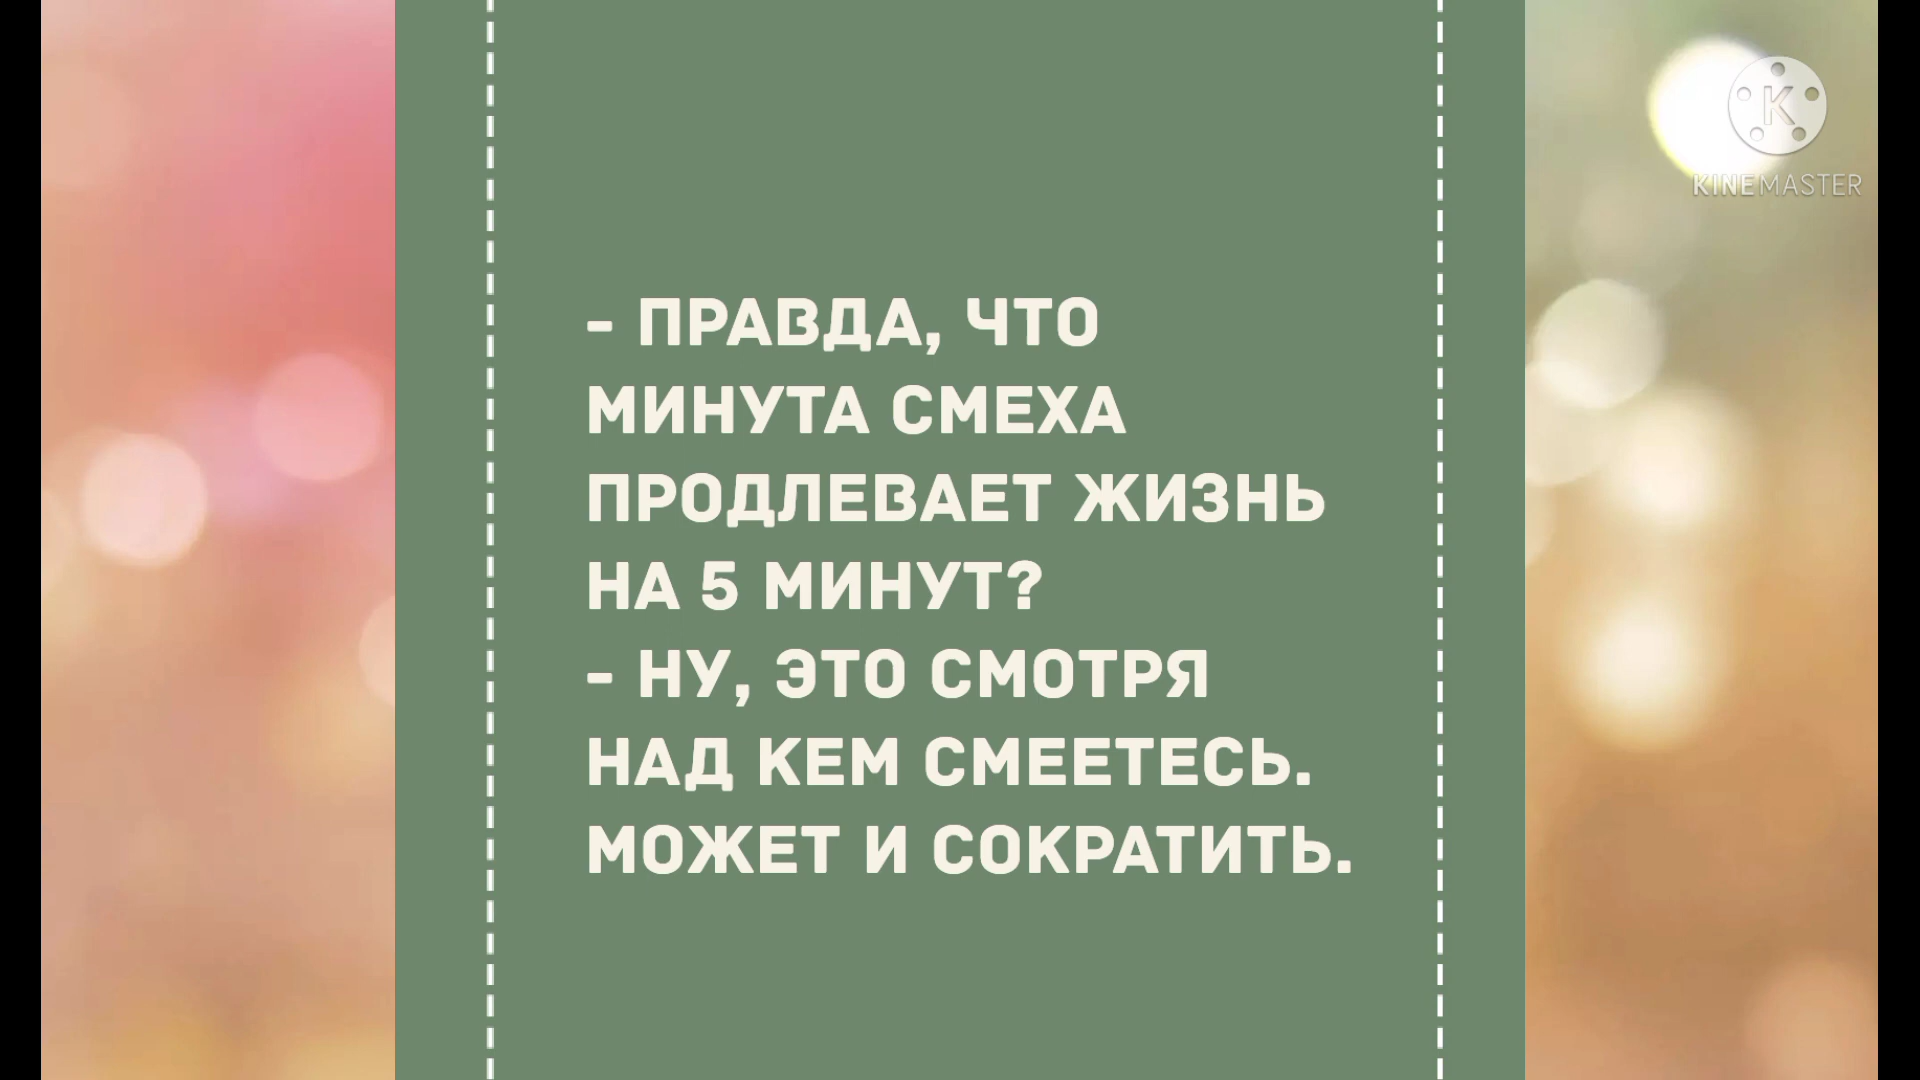 - ПРАВДА, ЧТО
МИНУТА СМЕХА
ПРОДЛЕВАЕТ ЖИЗНЬ
НА 5 МИНУТ?
- НУ, ЭТО СМОТРЯ
НАД КЕМ СМЕЕТЕСЬ.
МОЖЕТ И СОКРАТИТЬ.
K
KINEMASTER